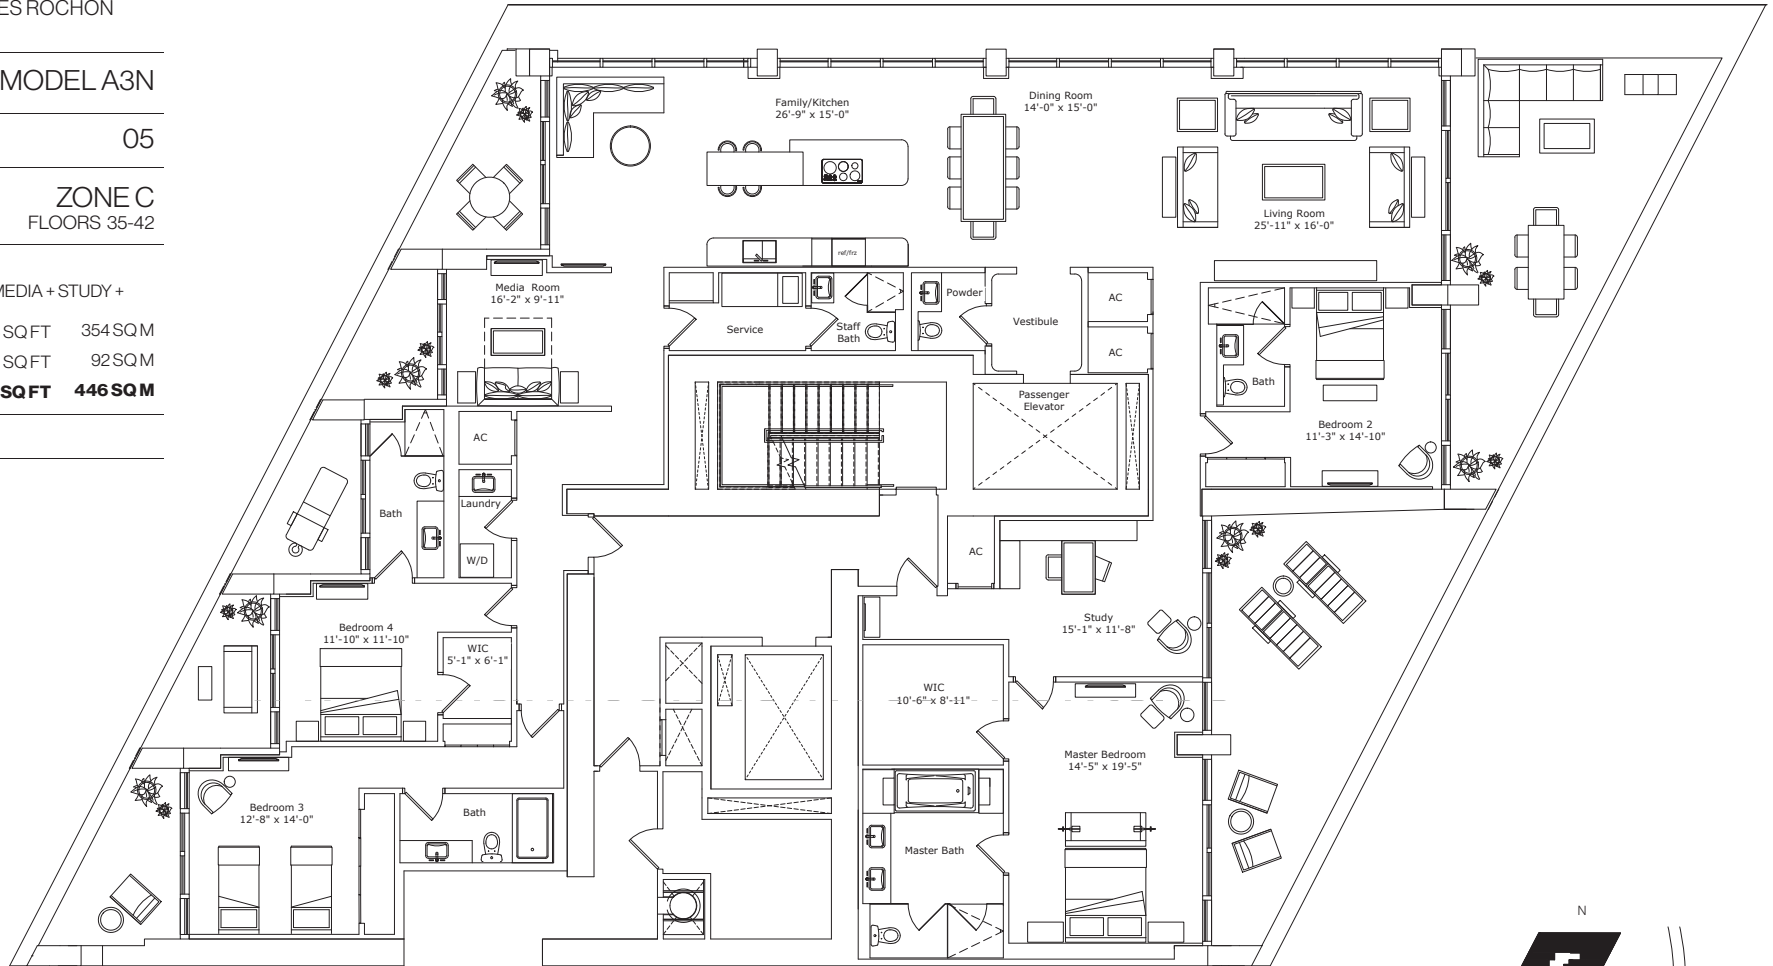 ES ROCHON
MODEL A3N
05
ZONE C
FLOORS 35-42
MEDIA + STUDY +
SQ FT 354 SQ M
SQ FT 92 SQ M
SQ FT 446 SQ M
Family/Kitchen
26'-9" x 15'-0"
Dining Room
14'-0" x 15'-0"
Living Room
25'-11" x 16'-0"
ref/frz
Media Room
16'-2" x 9'-11"
Service
Staff
Bath
Powder
Vestibule
AC
AC
Passenger
Elevator
Bath
Bedroom 2
11'-3" x 14'-10"
AC
Laundry
Bath
W/D
AC
Study
15'-1" x 11'-8"
Bedroom 4
11'-10" x 11'-10"
WIC
5'-1" x 6'-1"
WIC
10'-6" x 8'-11"
Master Bedroom
14'-5" x 19'-5"
Bedroom 3
12'-8" x 14'-0"
Bath
Master Bath
N